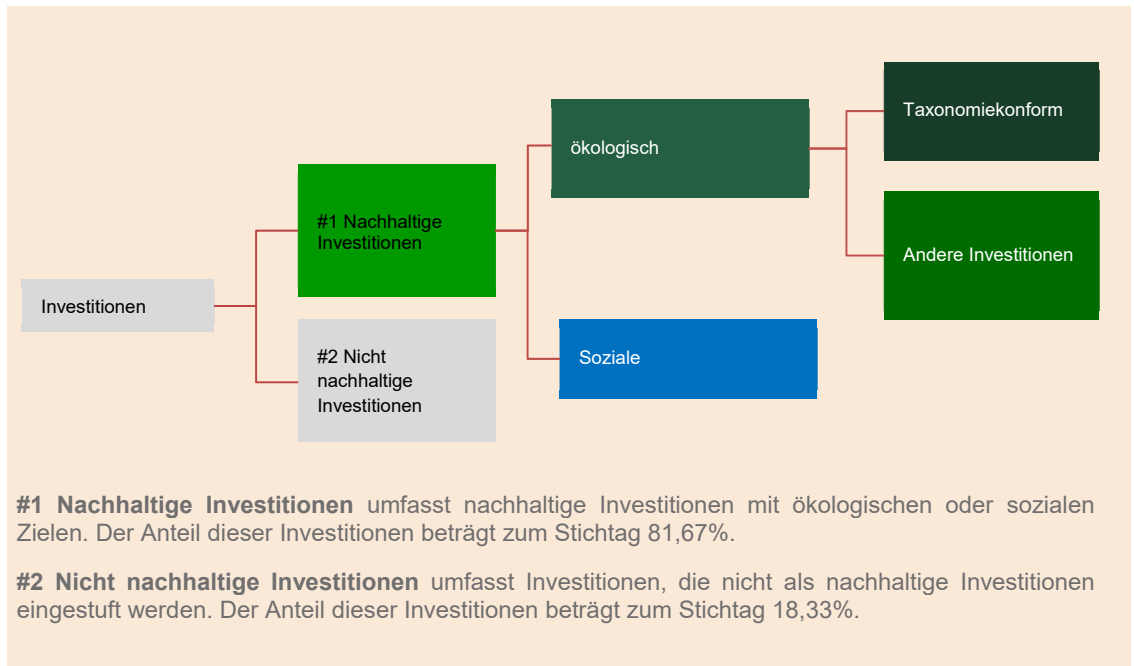 Taxonomiekonform
ökologisch
#1 Nachhaltige
Investitionen
Andere Investitionen
Investitionen
#2 Nicht
nachhaltige
Investitionen
Soziale
#1 Nachhaltige Investitionen umfasst nachhaltige Investitionen mit ökologischen oder sozialen
Zielen. Der Anteil dieser Investitionen beträgt zum Stichtag 81,67%.
#2 Nicht nachhaltige Investitionen umfasst Investitionen, die nicht als nachhaltige Investitionen
eingestuft werden. Der Anteil dieser Investitionen beträgt zum Stichtag 18,33%.